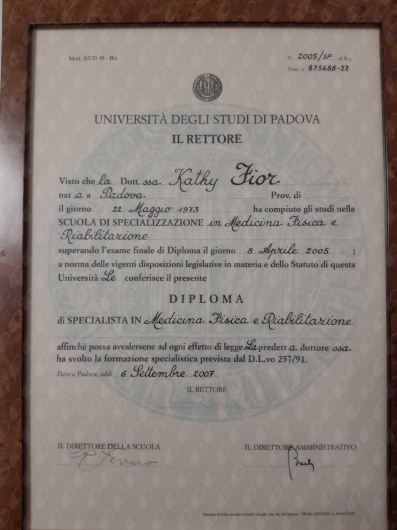 Mod. S/UD 19 - Bis
N. 2005/SP di Rep.
875688-22
UNIVERSITÀ DEGLI STUDI DI PADOVA
IL RETTORE
Visto che la Dott. ssa Kathy Fior
nat a a Padova Prov. di
il giorno 22 Maggio 1973 ha compiuto gli studi nella
SCUOLA DI SPECIALIZZAZIONE in Medicina Fisica e
Riabilitazione
superando l'esame finale di Diploma il giorno 8 Aprile 2005 ;
a norma delle vigenti disposizioni legislative in materia e dello Statuto di questa
Università Le conferisce il presente
DIPLOMA
di SPECIALISTA IN Medicina Fisica e Riabilitazione
affinché possa avvalersene ad ogni effetto di legge. La predett a dottore ssa
ha svolto la formazione specialistica prevista dal D.L.vo 257/91.
Dato a Padova, addì 6 Settembre 2007
IL RETTORE
IL DIRETTORE DELLA SCUOLA
IL DIRETTORE AMMINISTRATIVO